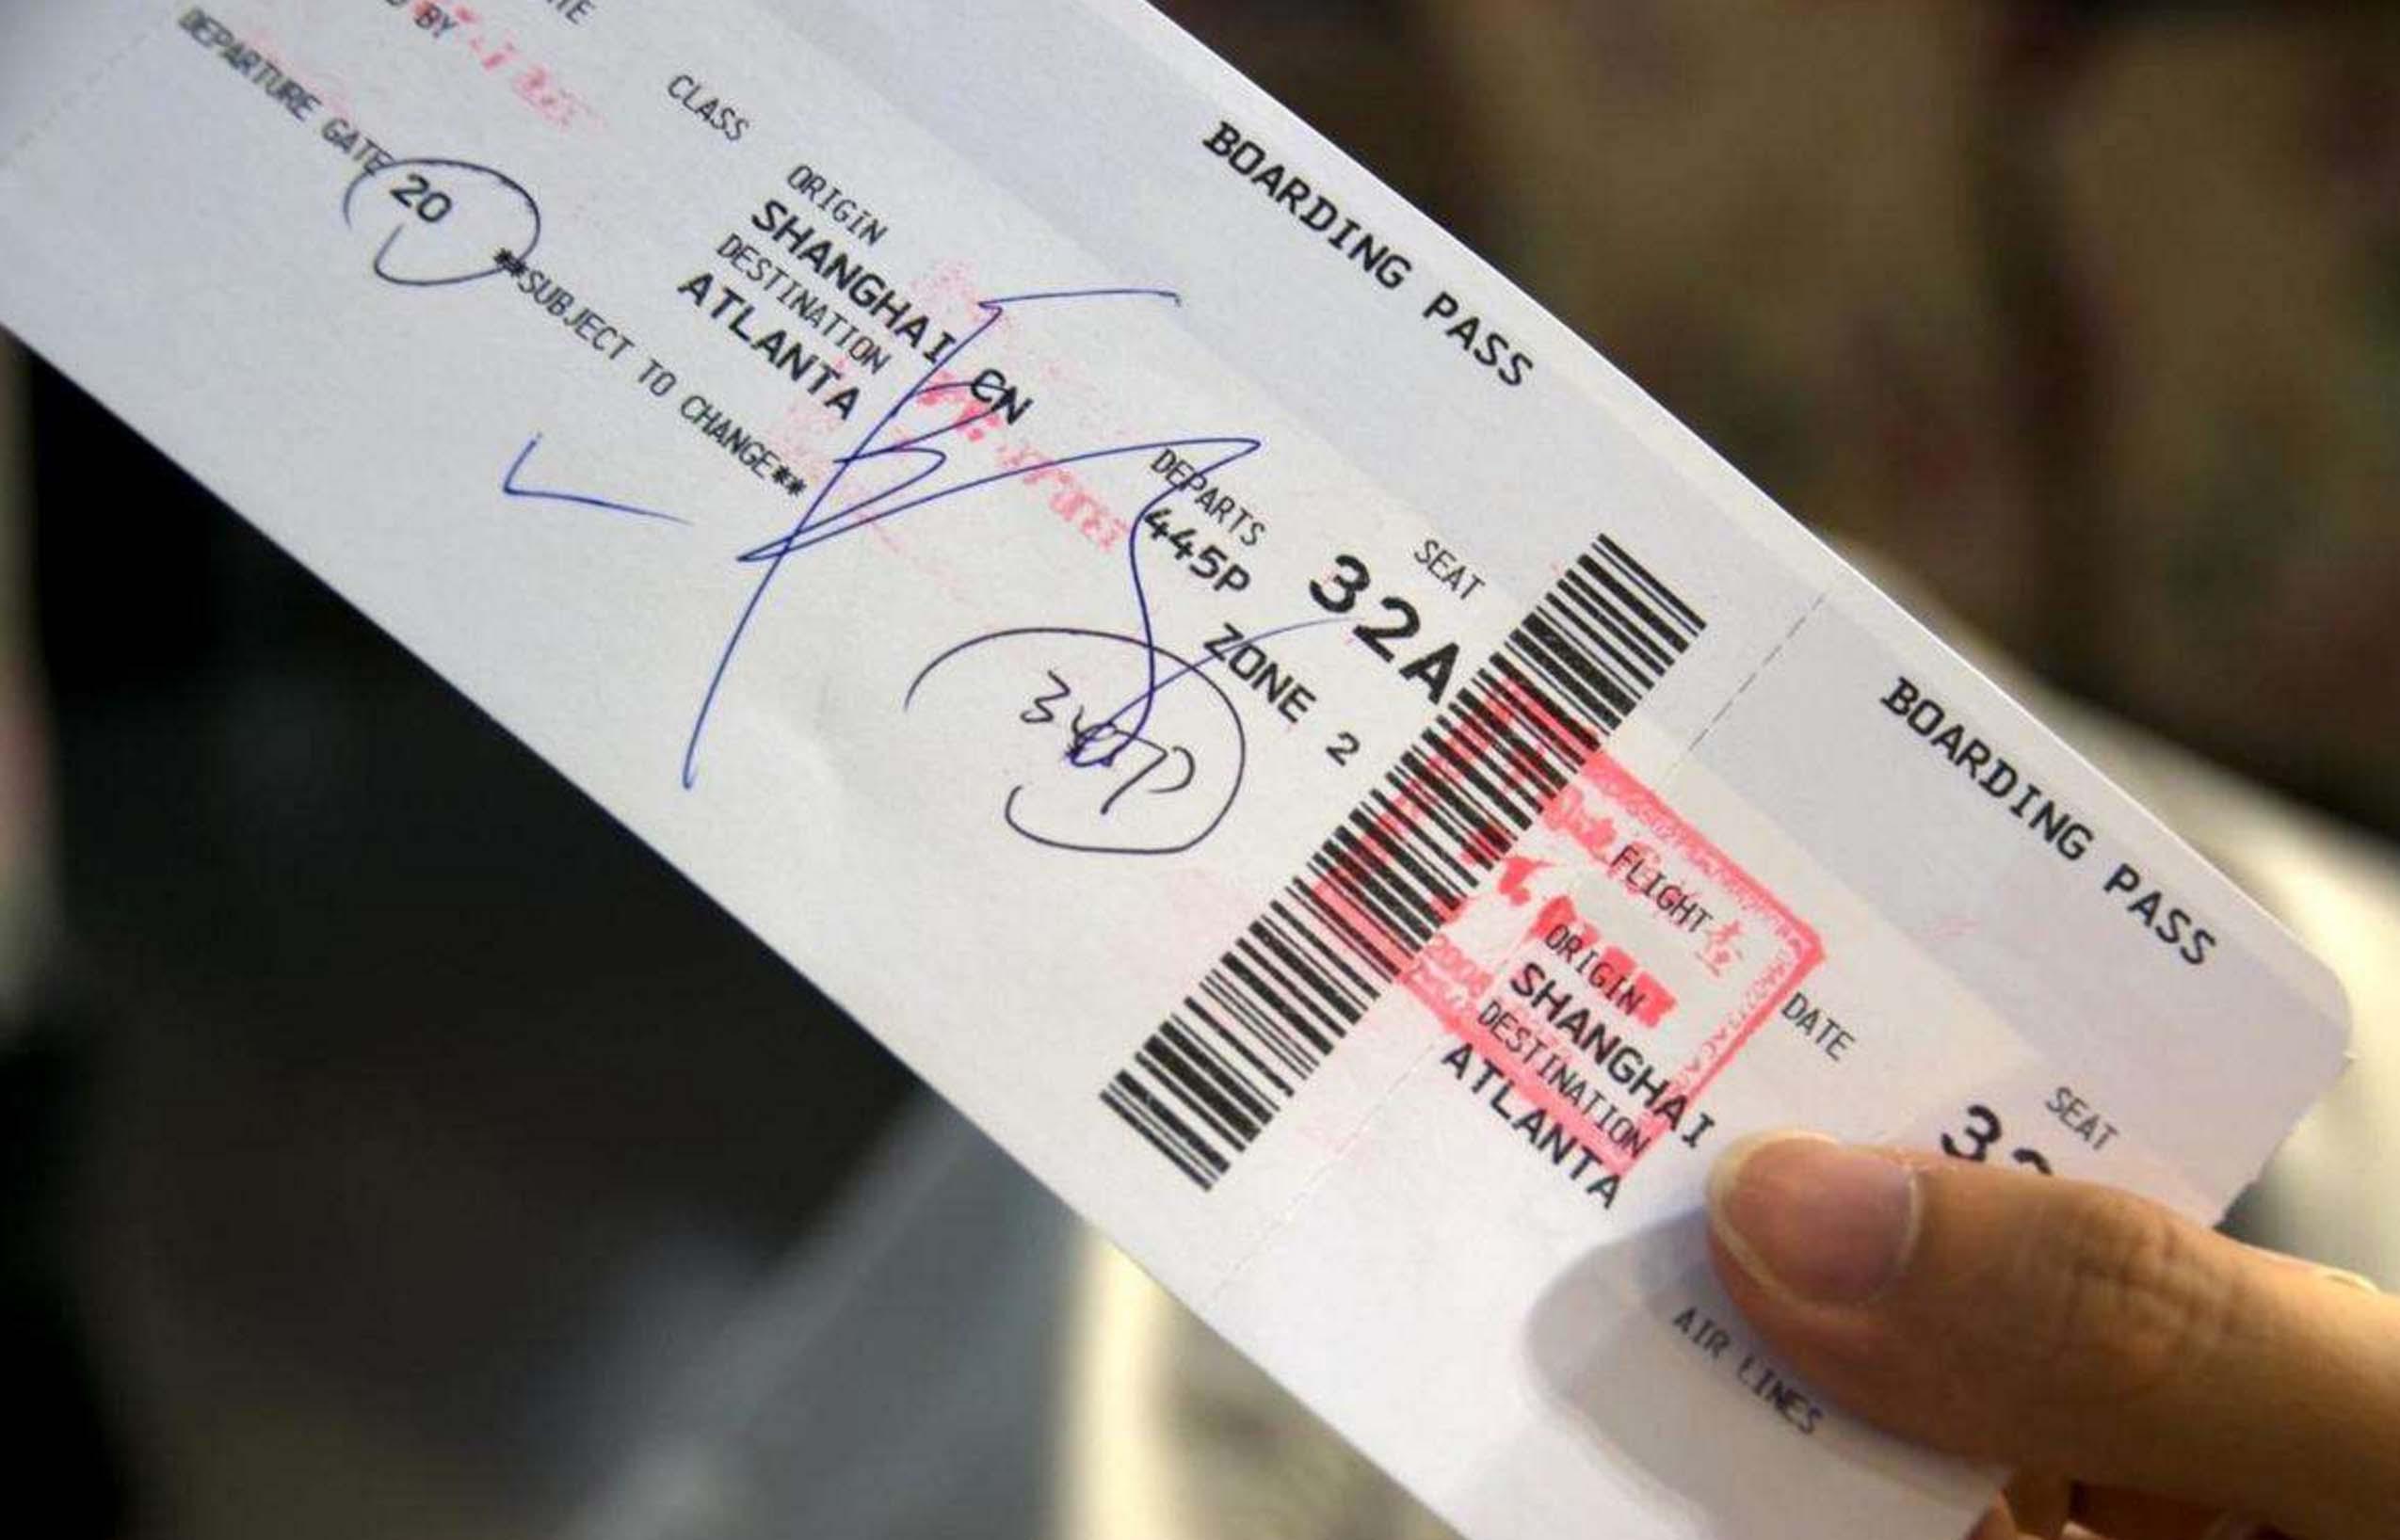 BOARDING PASS
CLASS
BY
DEPARTURE GATE
20
**SUBJECT TO CHANGE**
ORIGIN
SHANGHAI CN
DESTINATION
ATLANTA
DEPARTS
445P
ZONE 2
SEAT
32A
BOARDING PASS
FLIGHT
DATE
ORIGIN
SHANGHAI
DESTINATION
ATLANTA
SEAT
AIR LINES